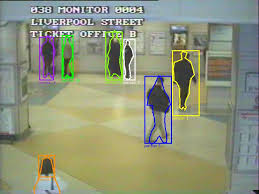 038 MONITOR 0004
LIVERPOOL STREET
TICKET OFFICE B